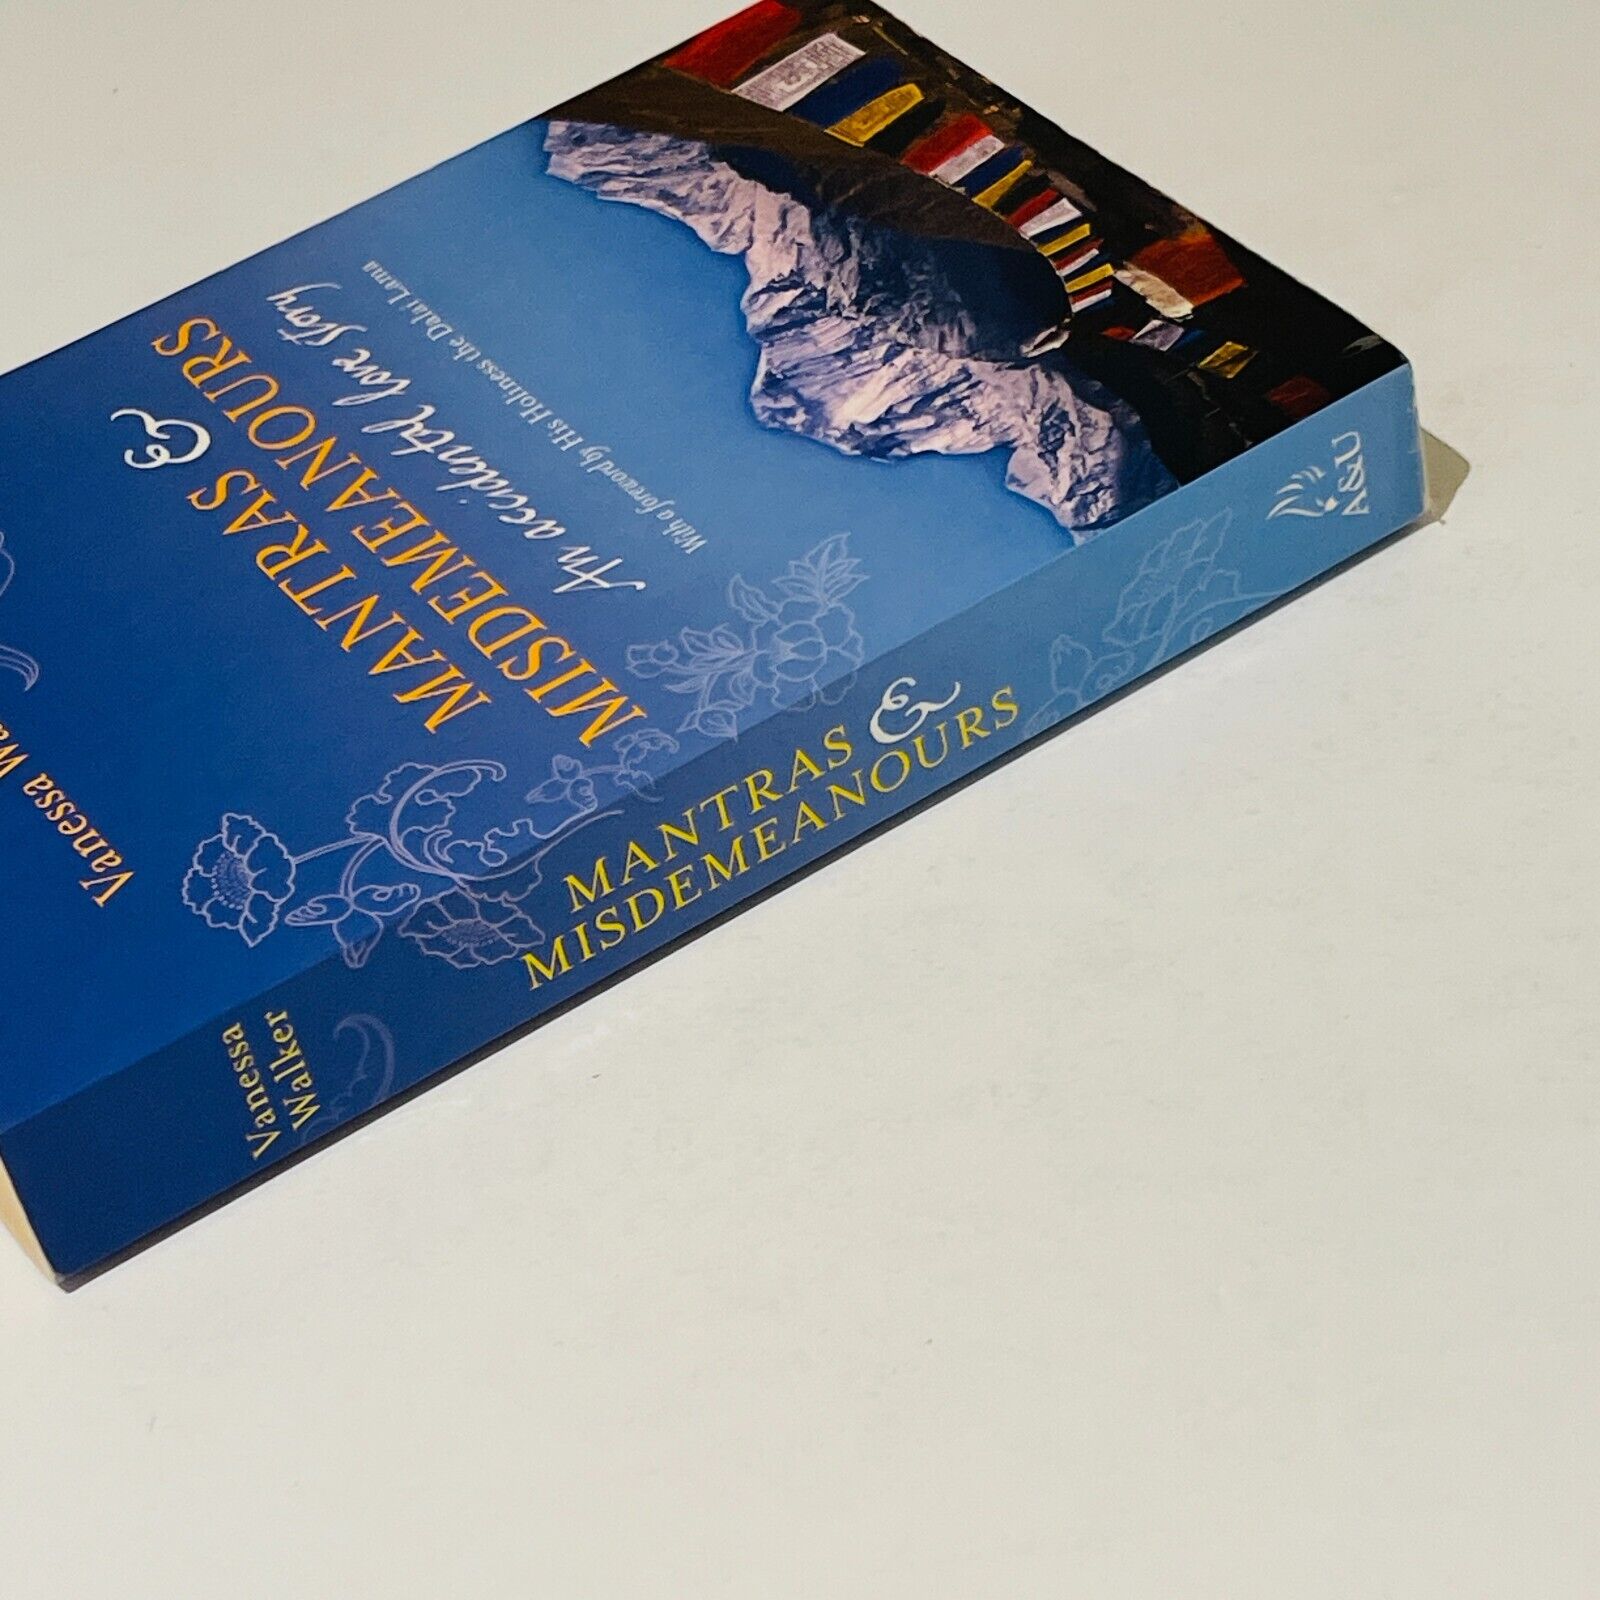 MANTRAS &
MISDEMEANOURS
An accidental love story
With a foreword by His Holiness the Dalai Lama
Vanessa Wa
Vanessa
Walker
MANTRAS &
MISDEMEANOURS
A&U